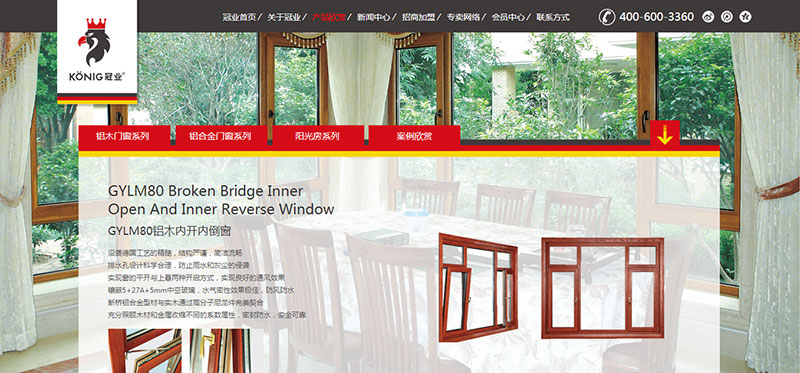 冠业首页 / 关于冠业 / 产品欣赏 / 新闻中心 / 招商加盟 / 专卖网络 / 会员中心 / 联系方式
400-600-3360
KÖNIG冠业®
铝木门窗系列
铝合金门窗系列
阳光房系列
案例欣赏
GYLM80 Broken Bridge Inner
Open And Inner Reverse Window
GYLM80铝木内开内倒窗
沿袭德国工艺的精髓，结构严谨，简洁流畅
排水孔设计科学合理，防止雨水和灰尘的侵袭
实现窗的平开与上悬两种开启方式，实现良好的通风效果
镶嵌5+27A+5mm中空玻璃，水气密性效果极佳，防风防水
断桥铝合金型材与实木通过高分子尼龙件完美契合
充分照顾木材和金属收缩不同的系数属性，密封防水，安全可靠